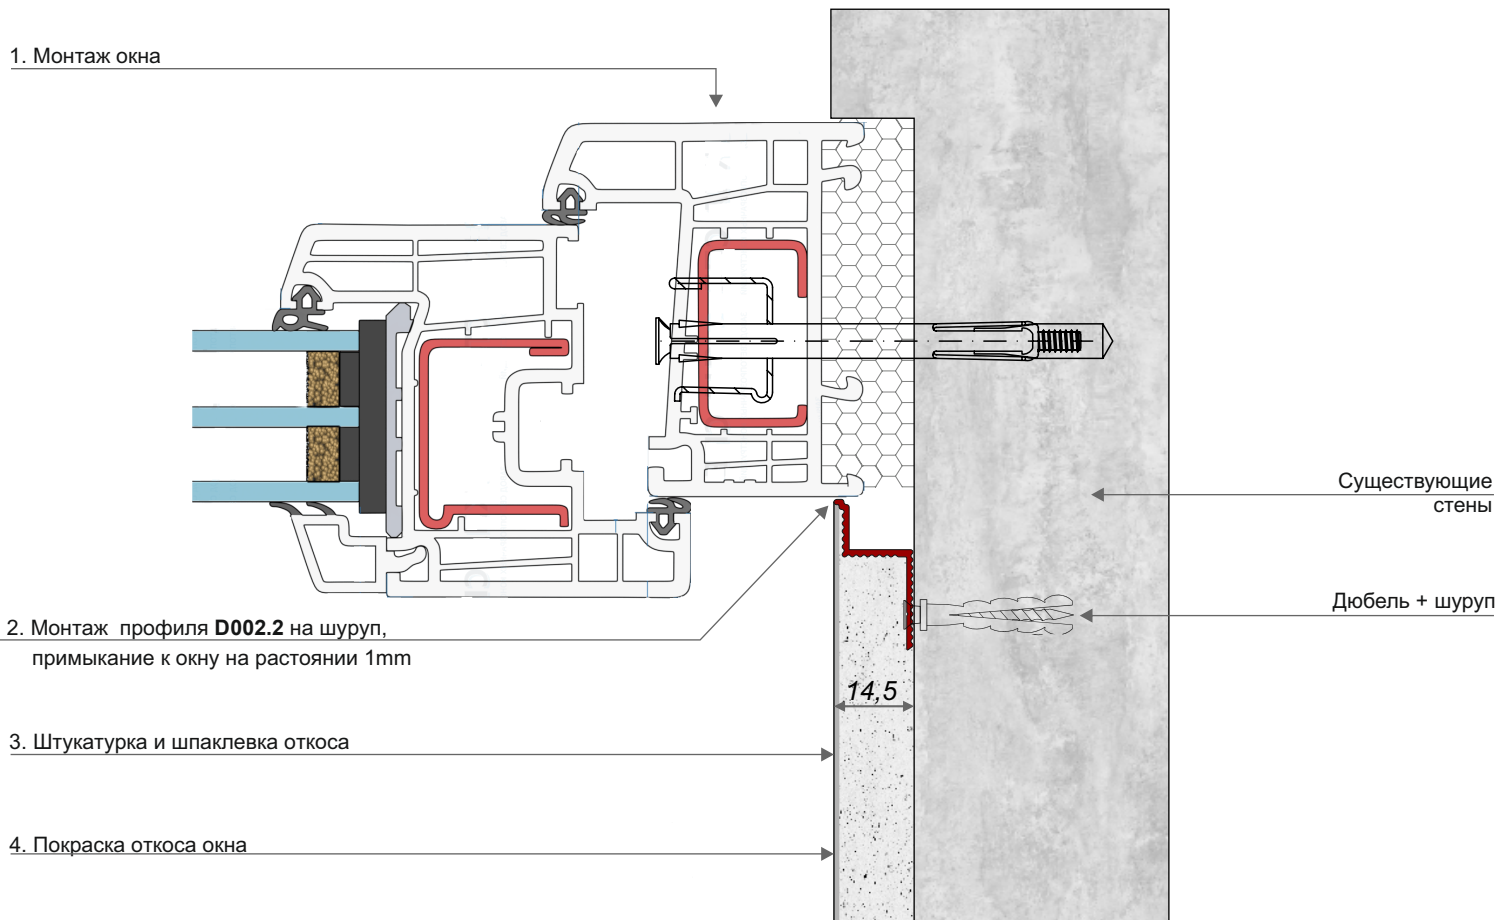 1. Монтаж окна
Существующие
стены
Дюбель + шуруп
2. Монтаж профиля D002.2 на шуруп,
примыкание к окну на растоянии 1mm
14,5
3. Штукатурка и шпаклевка откоса
4. Покраска откоса окна